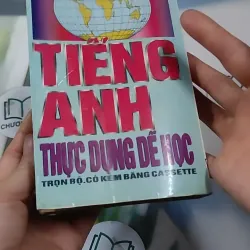 TIẾNG
ANH
THỰC DỤNG DỄ HỌC
TRỌN BỘ.CÓ KÈM BĂNG CASSETTE